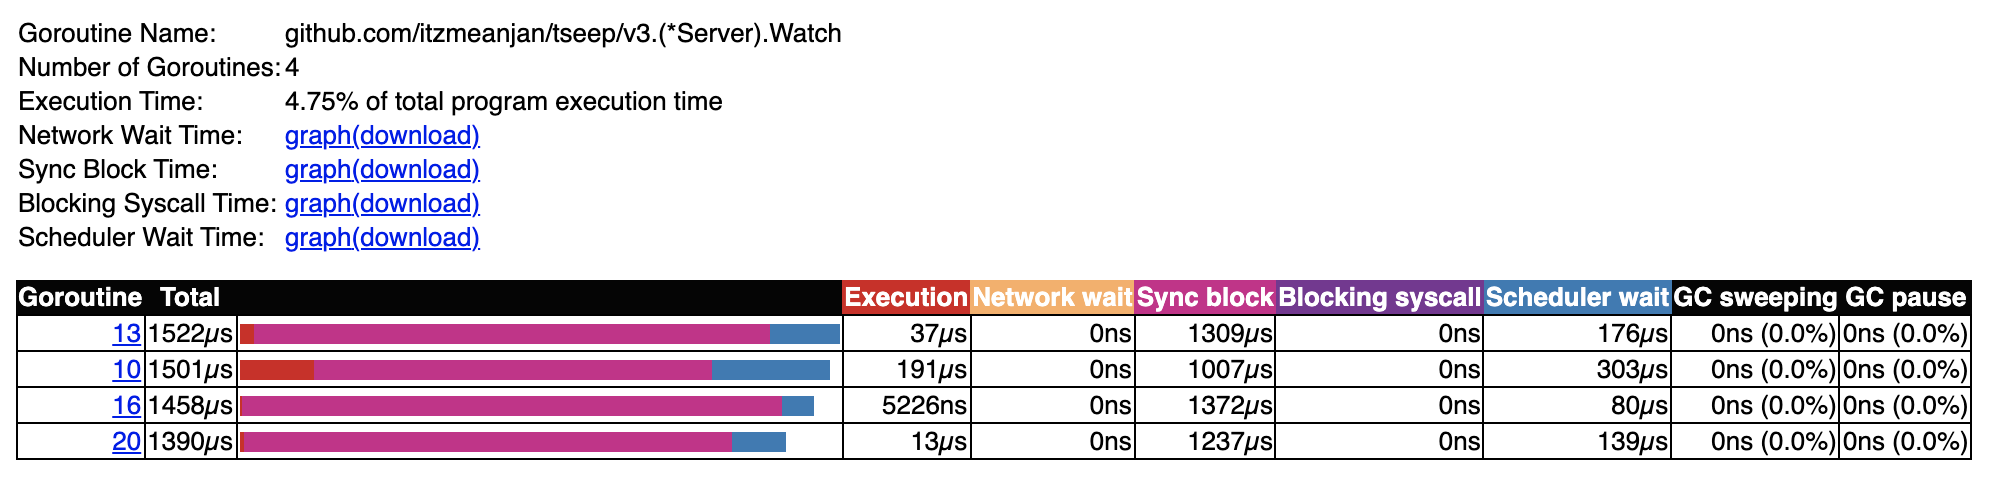 Goroutine Name: github.com/itzmeanjan/tseep/v3.(*Server).Watch
Number of Goroutines: 4
Execution Time: 4.75% of total program execution time
Network Wait Time: graph(download)
Sync Block Time: graph(download)
Blocking Syscall Time: graph(download)
Scheduler Wait Time: graph(download)
Goroutine Total Execution Network wait Sync block Blocking syscall Scheduler wait GC sweeping GC pause
13 1522µs 37µs 0ns 1309µs 0ns 176µs 0ns (0.0%) 0ns (0.0%)
10 1501µs 191µs 0ns 1007µs 0ns 303µs 0ns (0.0%) 0ns (0.0%)
16 1458µs 5226ns 0ns 1372µs 0ns 80µs 0ns (0.0%) 0ns (0.0%)
20 1390µs 13µs 0ns 1237µs 0ns 139µs 0ns (0.0%) 0ns (0.0%)